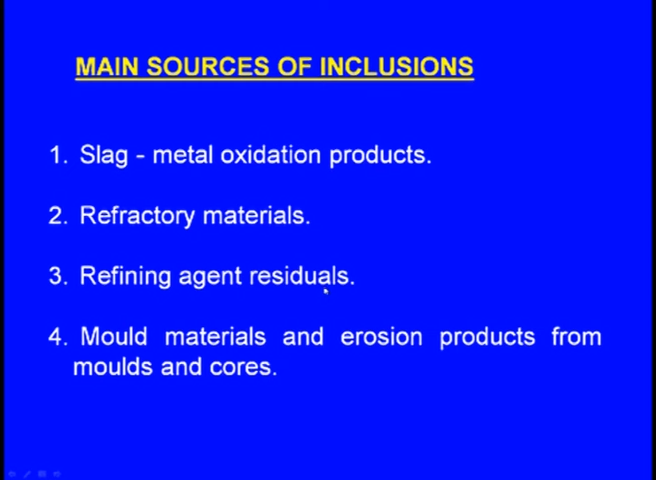 MAIN SOURCES OF INCLUSIONS
1. Slag - metal oxidation products.
2. Refractory materials.
3. Refining agent residuals.
4. Mould materials and erosion products from
moulds and cores.